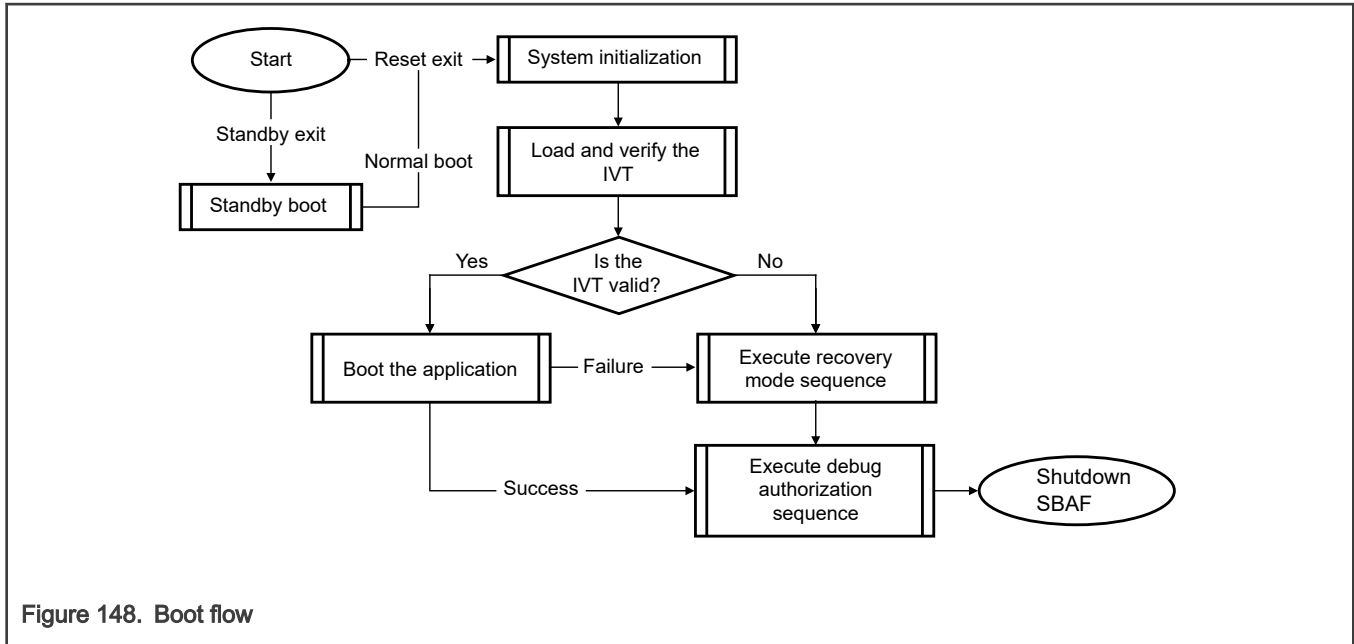 Start
Reset exit
System initialization
Standby exit
Normal boot
Standby boot
Load and verify the
IVT
Is the
IVT valid?
Yes
No
Boot the application
Failure
Execute recovery
mode sequence
Success
Execute debug
authorization
sequence
Shutdown
SBAF
Figure 148. Boot flow